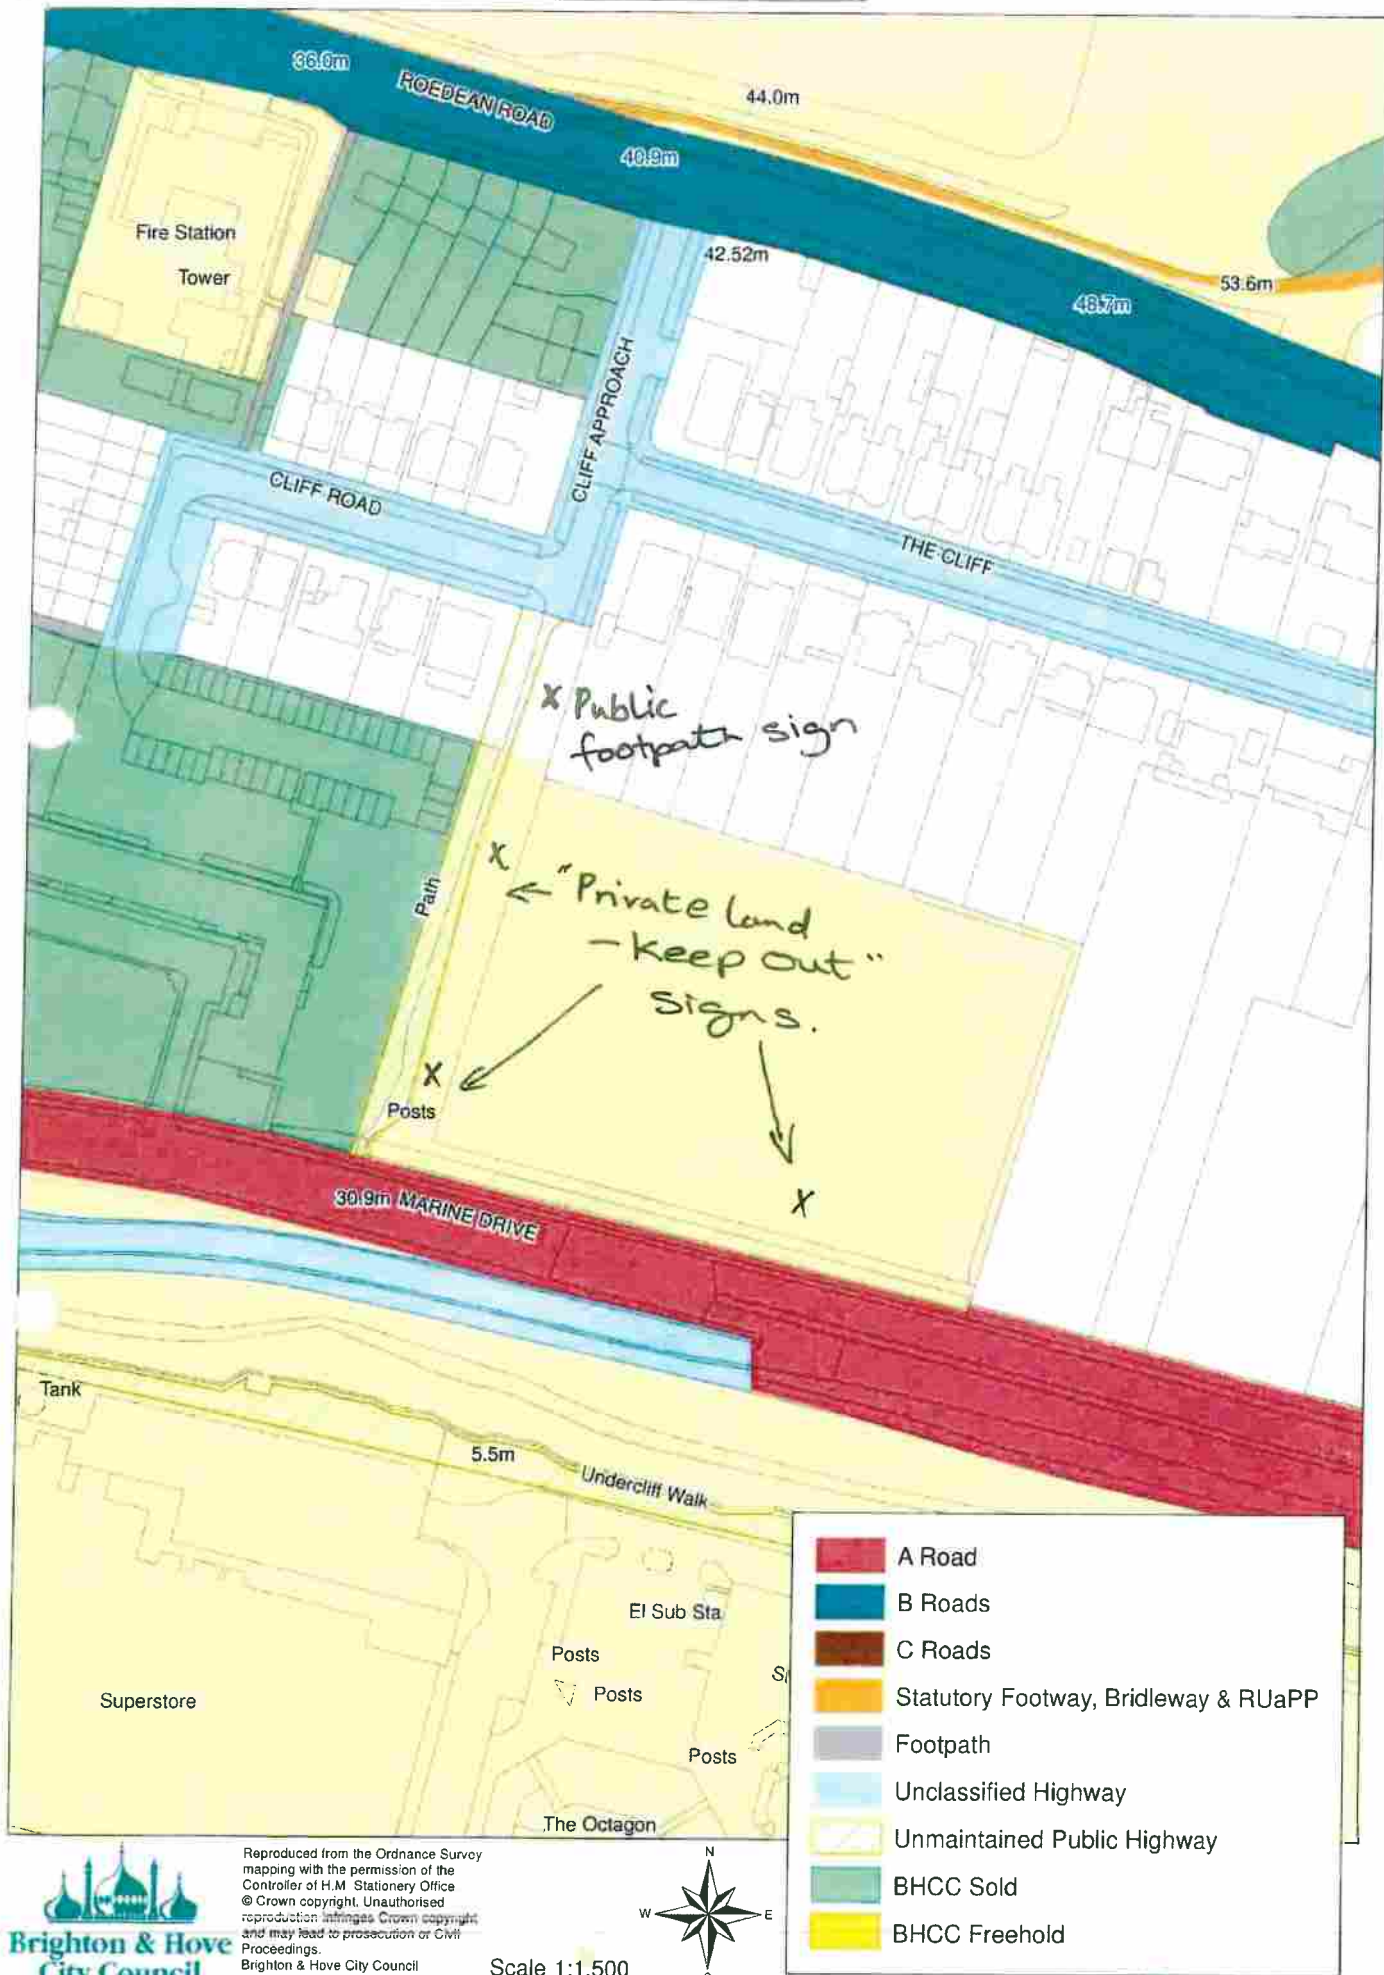 36.0m
ROEDEAN ROAD
44.0m
40.9m
Fire Station
Tower
42.52m
53.6m
48.7m
CLIFF APPROACH
CLIFF ROAD
THE CLIFF
x Public
footpath sign
x
Path
← "Private land
- Keep out"
signs.
x
Posts
x
30.9m MARINE DRIVE
Tank
5.5m
Undercliff Walk
El Sub Sta
Posts
Posts
Superstore
Posts
The Octagon
A Road
B Roads
C Roads
Statutory Footway, Bridleway & RUaPP
Footpath
Unclassified Highway
Unmaintained Public Highway
BHCC Sold
BHCC Freehold
Brighton & Hove
City Council
Reproduced from the Ordnance Survey
mapping with the permission of the
Controller of H.M Stationery Office
© Crown copyright. Unauthorised
reproduction infringes Crown copyright
and may lead to prosecution or Civil
Proceedings.
Brighton & Hove City Council
N
W
E
Scale 1:1,500